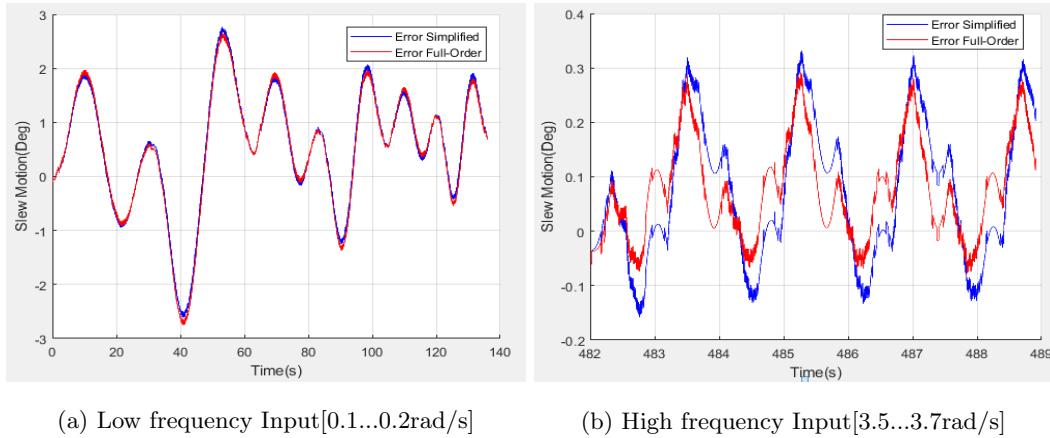 3
2
1
0
-1
-2
-3
Slew Motion(Deg)
Error Simplified
Error Full-Order
0 20 40 60 80 100 120 140
Time(s)
0.4
0.3
0.2
0.1
0
-0.1
-0.2
Slew Motion(Deg)
Error Simplified
Error Full-Order
482 483 484 485 486 487 488 489
Time(s)
(a) Low frequency Input[0.1...0.2rad/s]
(b) High frequency Input[3.5...3.7rad/s]